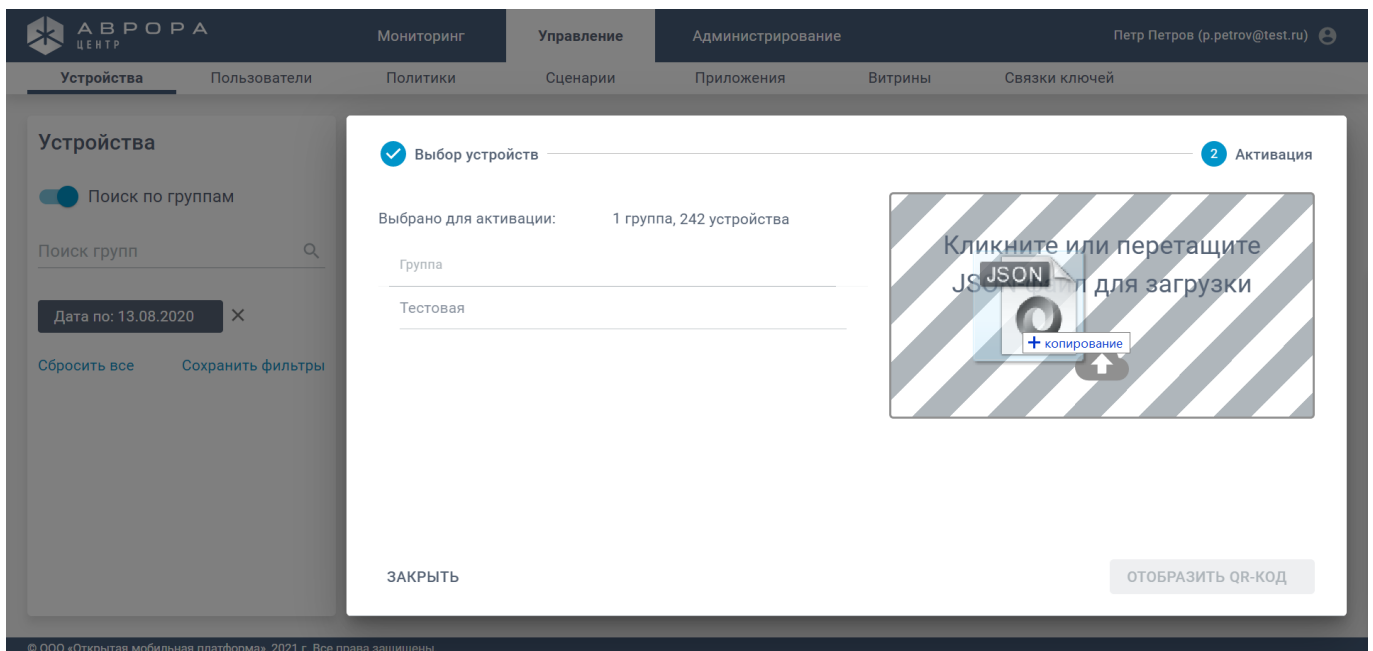 АВРОРА
ЦЕНТР
Мониторинг
Управление
Администрирование
Петр Петров (p.petrov@test.ru)
Устройства
Пользователи
Политики
Сценарии
Приложения
Витрины
Связки ключей
Устройства
Поиск по группам
Поиск групп
Дата по: 13.08.2020
Сбросить все
Сохранить фильтры
Выбор устройств
2
Активация
Выбрано для активации:
1 группа, 242 устройства
Группа
Тестовая
Кликните или перетащите
JSON-файл для загрузки
JSON
+ копирование
ЗАКРЫТЬ
ОТОБРАЗИТЬ QR-КОД
© ООО «Открытая мобильная платформа», 2021 г. Все права защищены